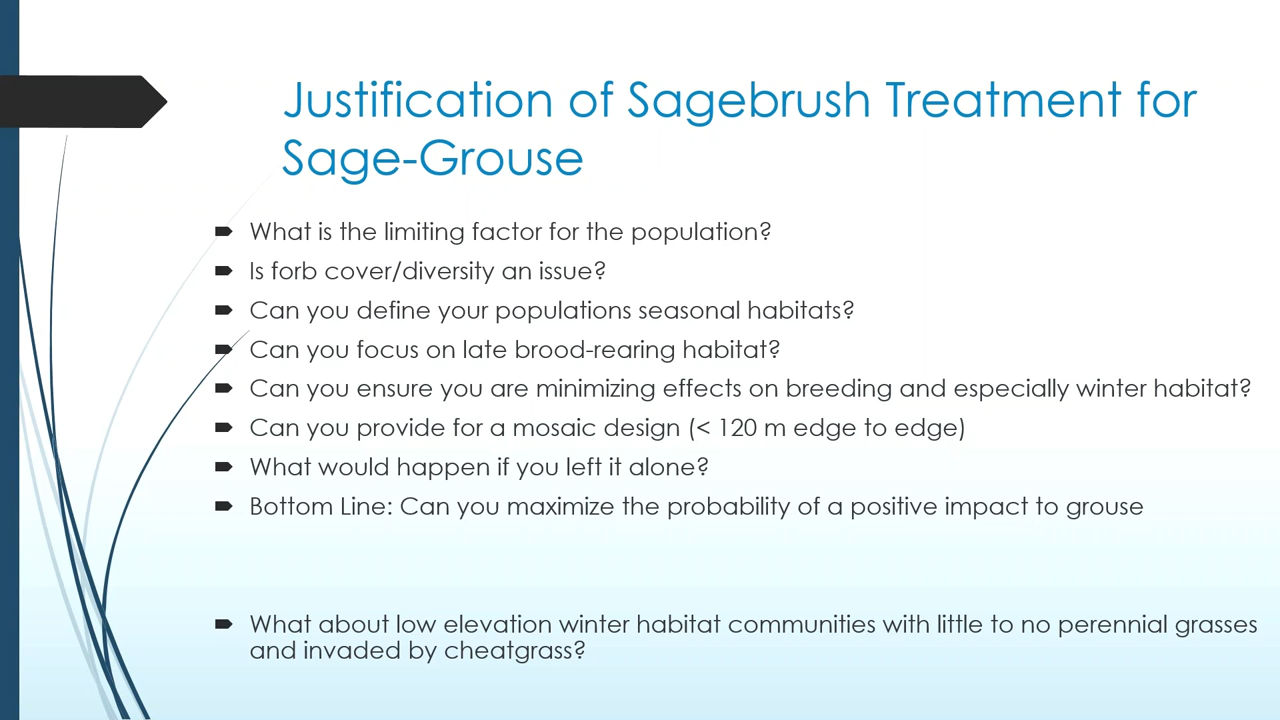 Justification of Sagebrush Treatment for
Sage-Grouse
What is the limiting factor for the population?
Is forb cover/diversity an issue?
Can you define your populations seasonal habitats?
Can you focus on late brood-rearing habitat?
Can you ensure you are minimizing effects on breeding and especially winter habitat?
Can you provide for a mosaic design (< 120 m edge to edge)
What would happen if you left it alone?
Bottom Line: Can you maximize the probability of a positive impact to grouse
What about low elevation winter habitat communities with little to no perennial grasses
and invaded by cheatgrass?